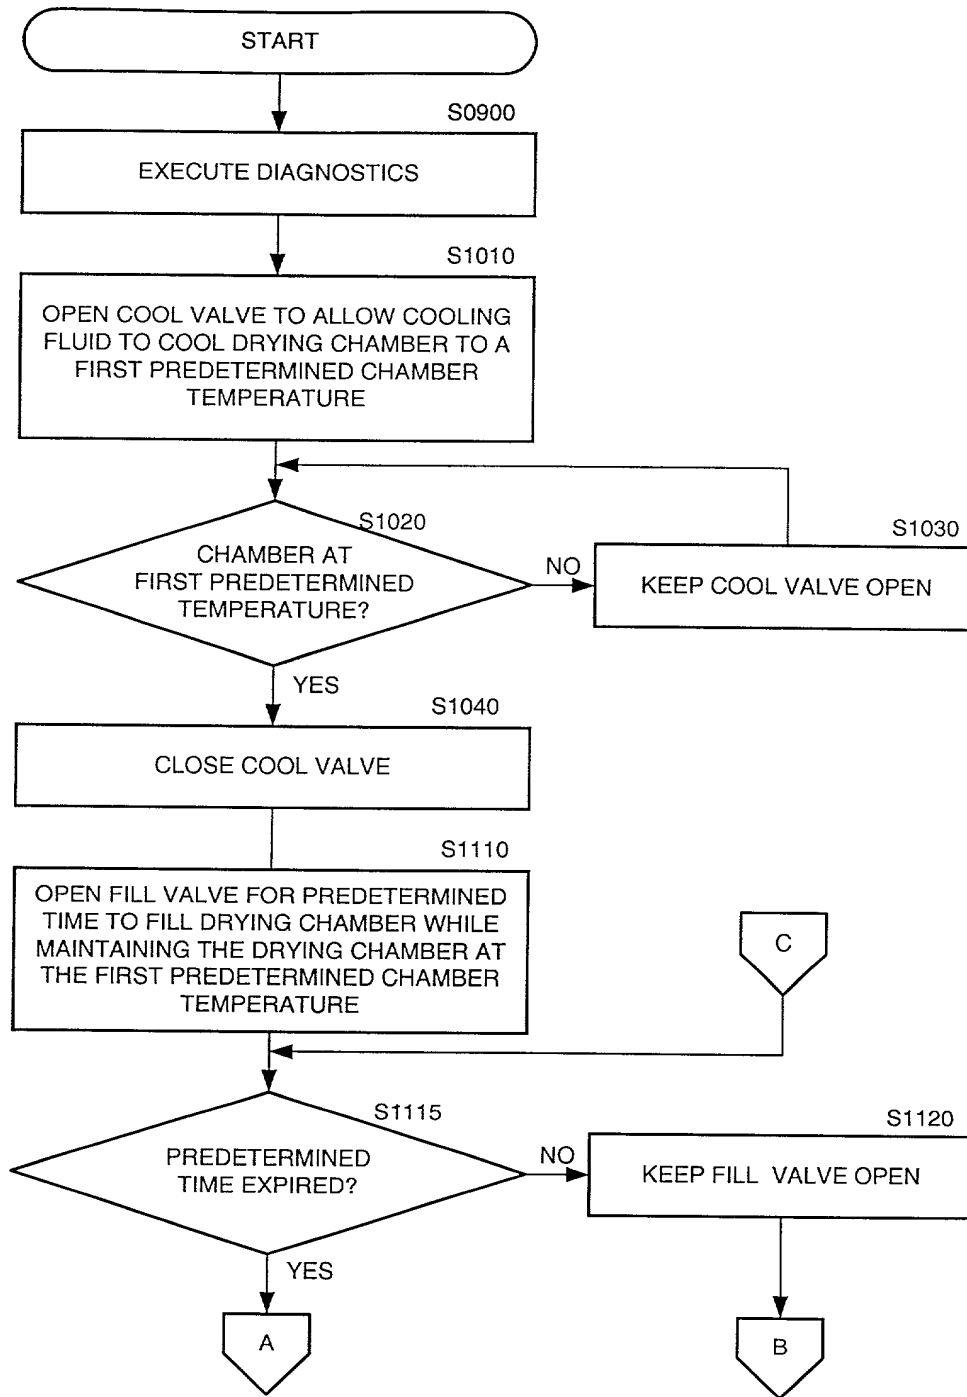 START
S0900
EXECUTE DIAGNOSTICS
S1010
OPEN COOL VALVE TO ALLOW COOLING
FLUID TO COOL DRYING CHAMBER TO A
FIRST PREDETERMINED CHAMBER
TEMPERATURE
S1020
CHAMBER AT
FIRST PREDETERMINED
TEMPERATURE?
NO
S1030
KEEP COOL VALVE OPEN
YES
S1040
CLOSE COOL VALVE
S1110
OPEN FILL VALVE FOR PREDETERMINED
TIME TO FILL DRYING CHAMBER WHILE
MAINTAINING THE DRYING CHAMBER AT
THE FIRST PREDETERMINED CHAMBER
TEMPERATURE
C
S1115
PREDETERMINED
TIME EXPIRED?
NO
S1120
KEEP FILL VALVE OPEN
YES
A
B